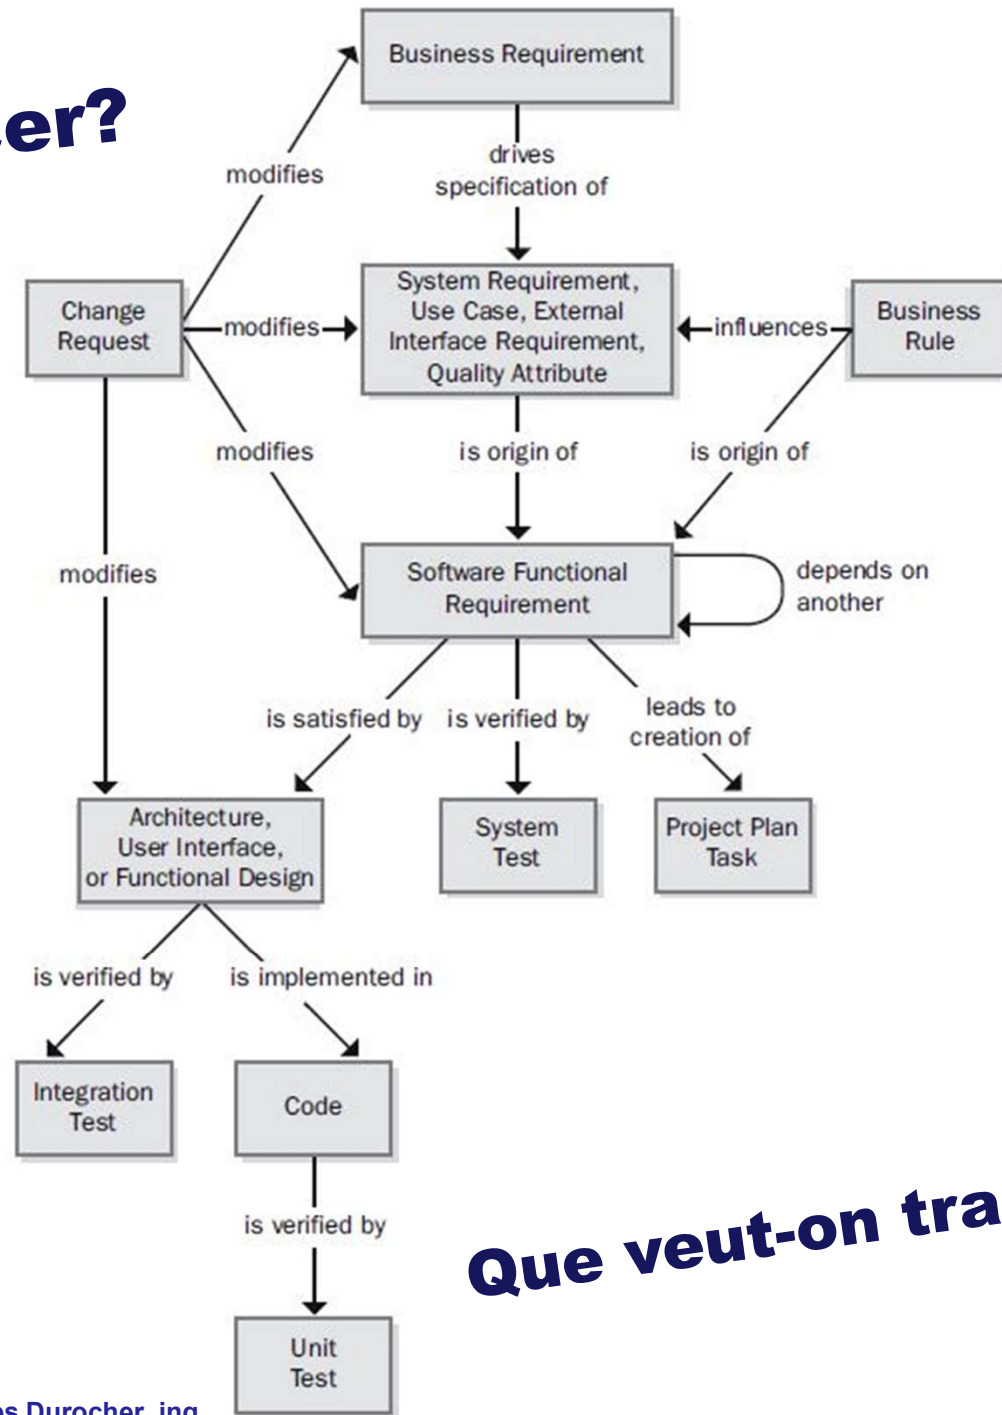 Business Requirement
cer?
modifies
drives
specification of
Change
Request
modifies
System Requirement,
Use Case, External
Interface Requirement,
Quality Attribute
influences
Business
Rule
modifies
is origin of
is origin of
modifies
Software Functional
Requirement
depends on
another
is satisfied by
is verified by
leads to
creation of
Architecture,
User Interface,
or Functional Design
System
Test
Project Plan
Task
is verified by
is implemented in
Integration
Test
Code
is verified by
Que veut-on tra
Unit
Test
Durocher, ing.